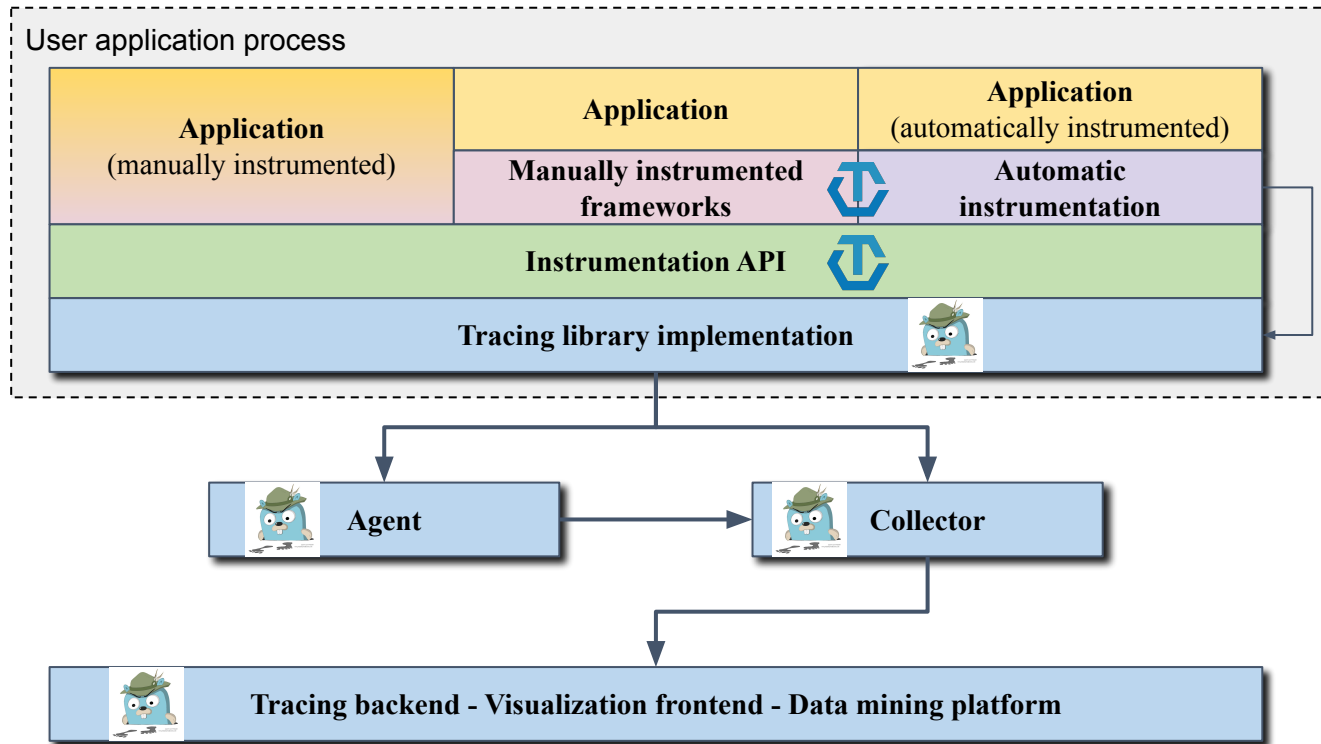 User application process
Application
(manually instrumented)
Application
Application
(automatically instrumented)
Manually instrumented
frameworks
Automatic
instrumentation
Instrumentation API
Tracing library implementation
Agent
Collector
Tracing backend - Visualization frontend - Data mining platform